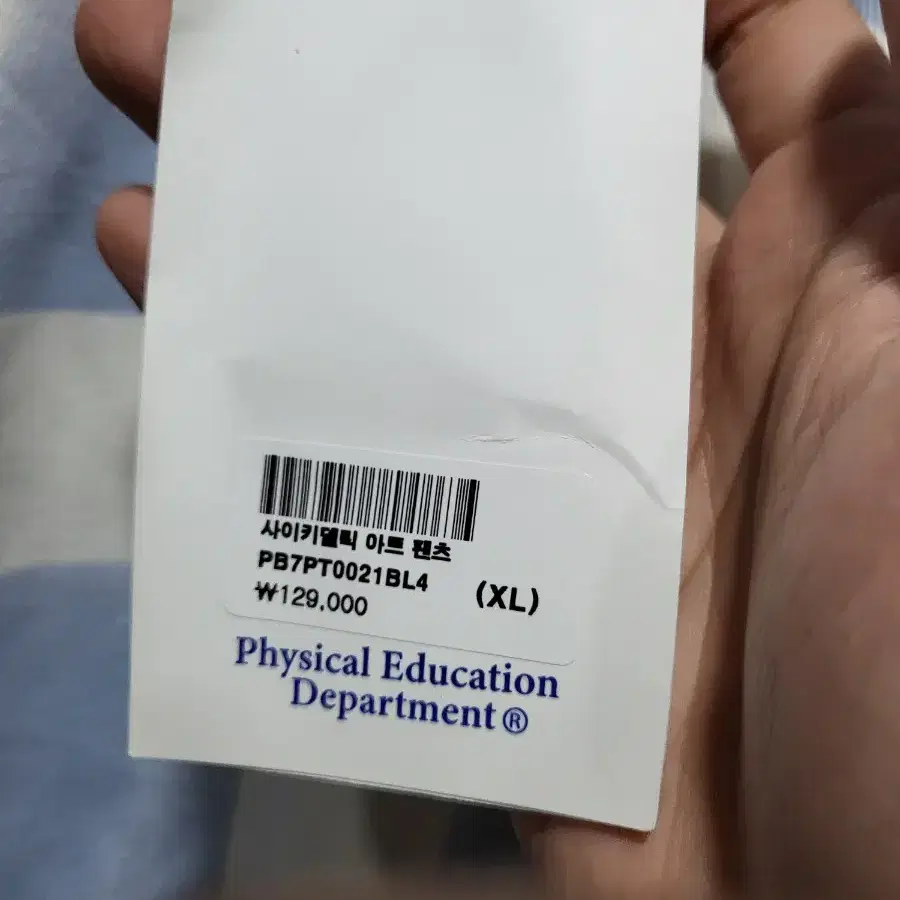 사이키델릭 아트 팬츠
PB7PT0021BL4 (XL)
₩129,000
Physical Education
Department®